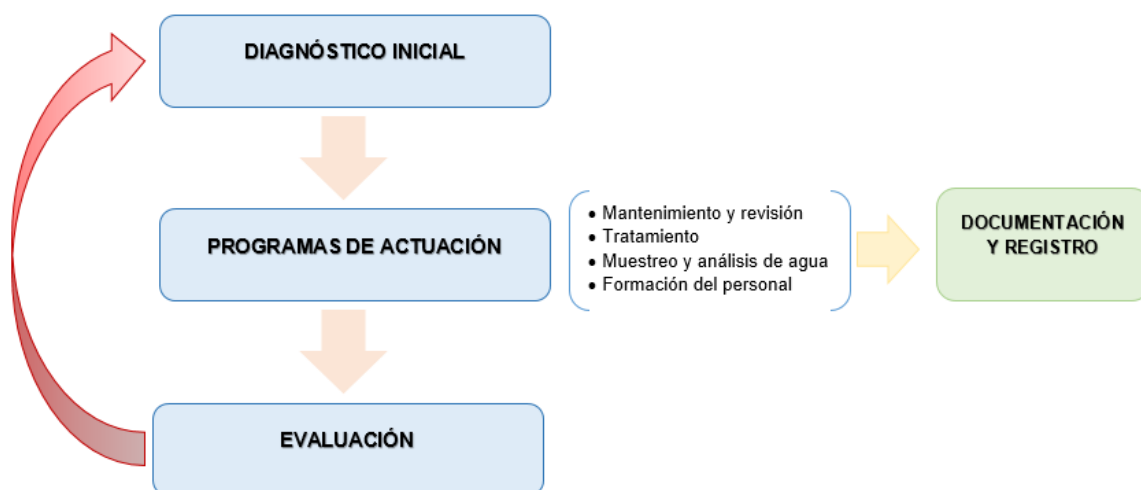 DIAGNÓSTICO INICIAL
PROGRAMAS DE ACTUACIÓN
• Mantenimiento y revisión
• Tratamiento
• Muestreo y análisis de agua
• Formación del personal
DOCUMENTACIÓN
Y REGISTRO
EVALUACIÓN